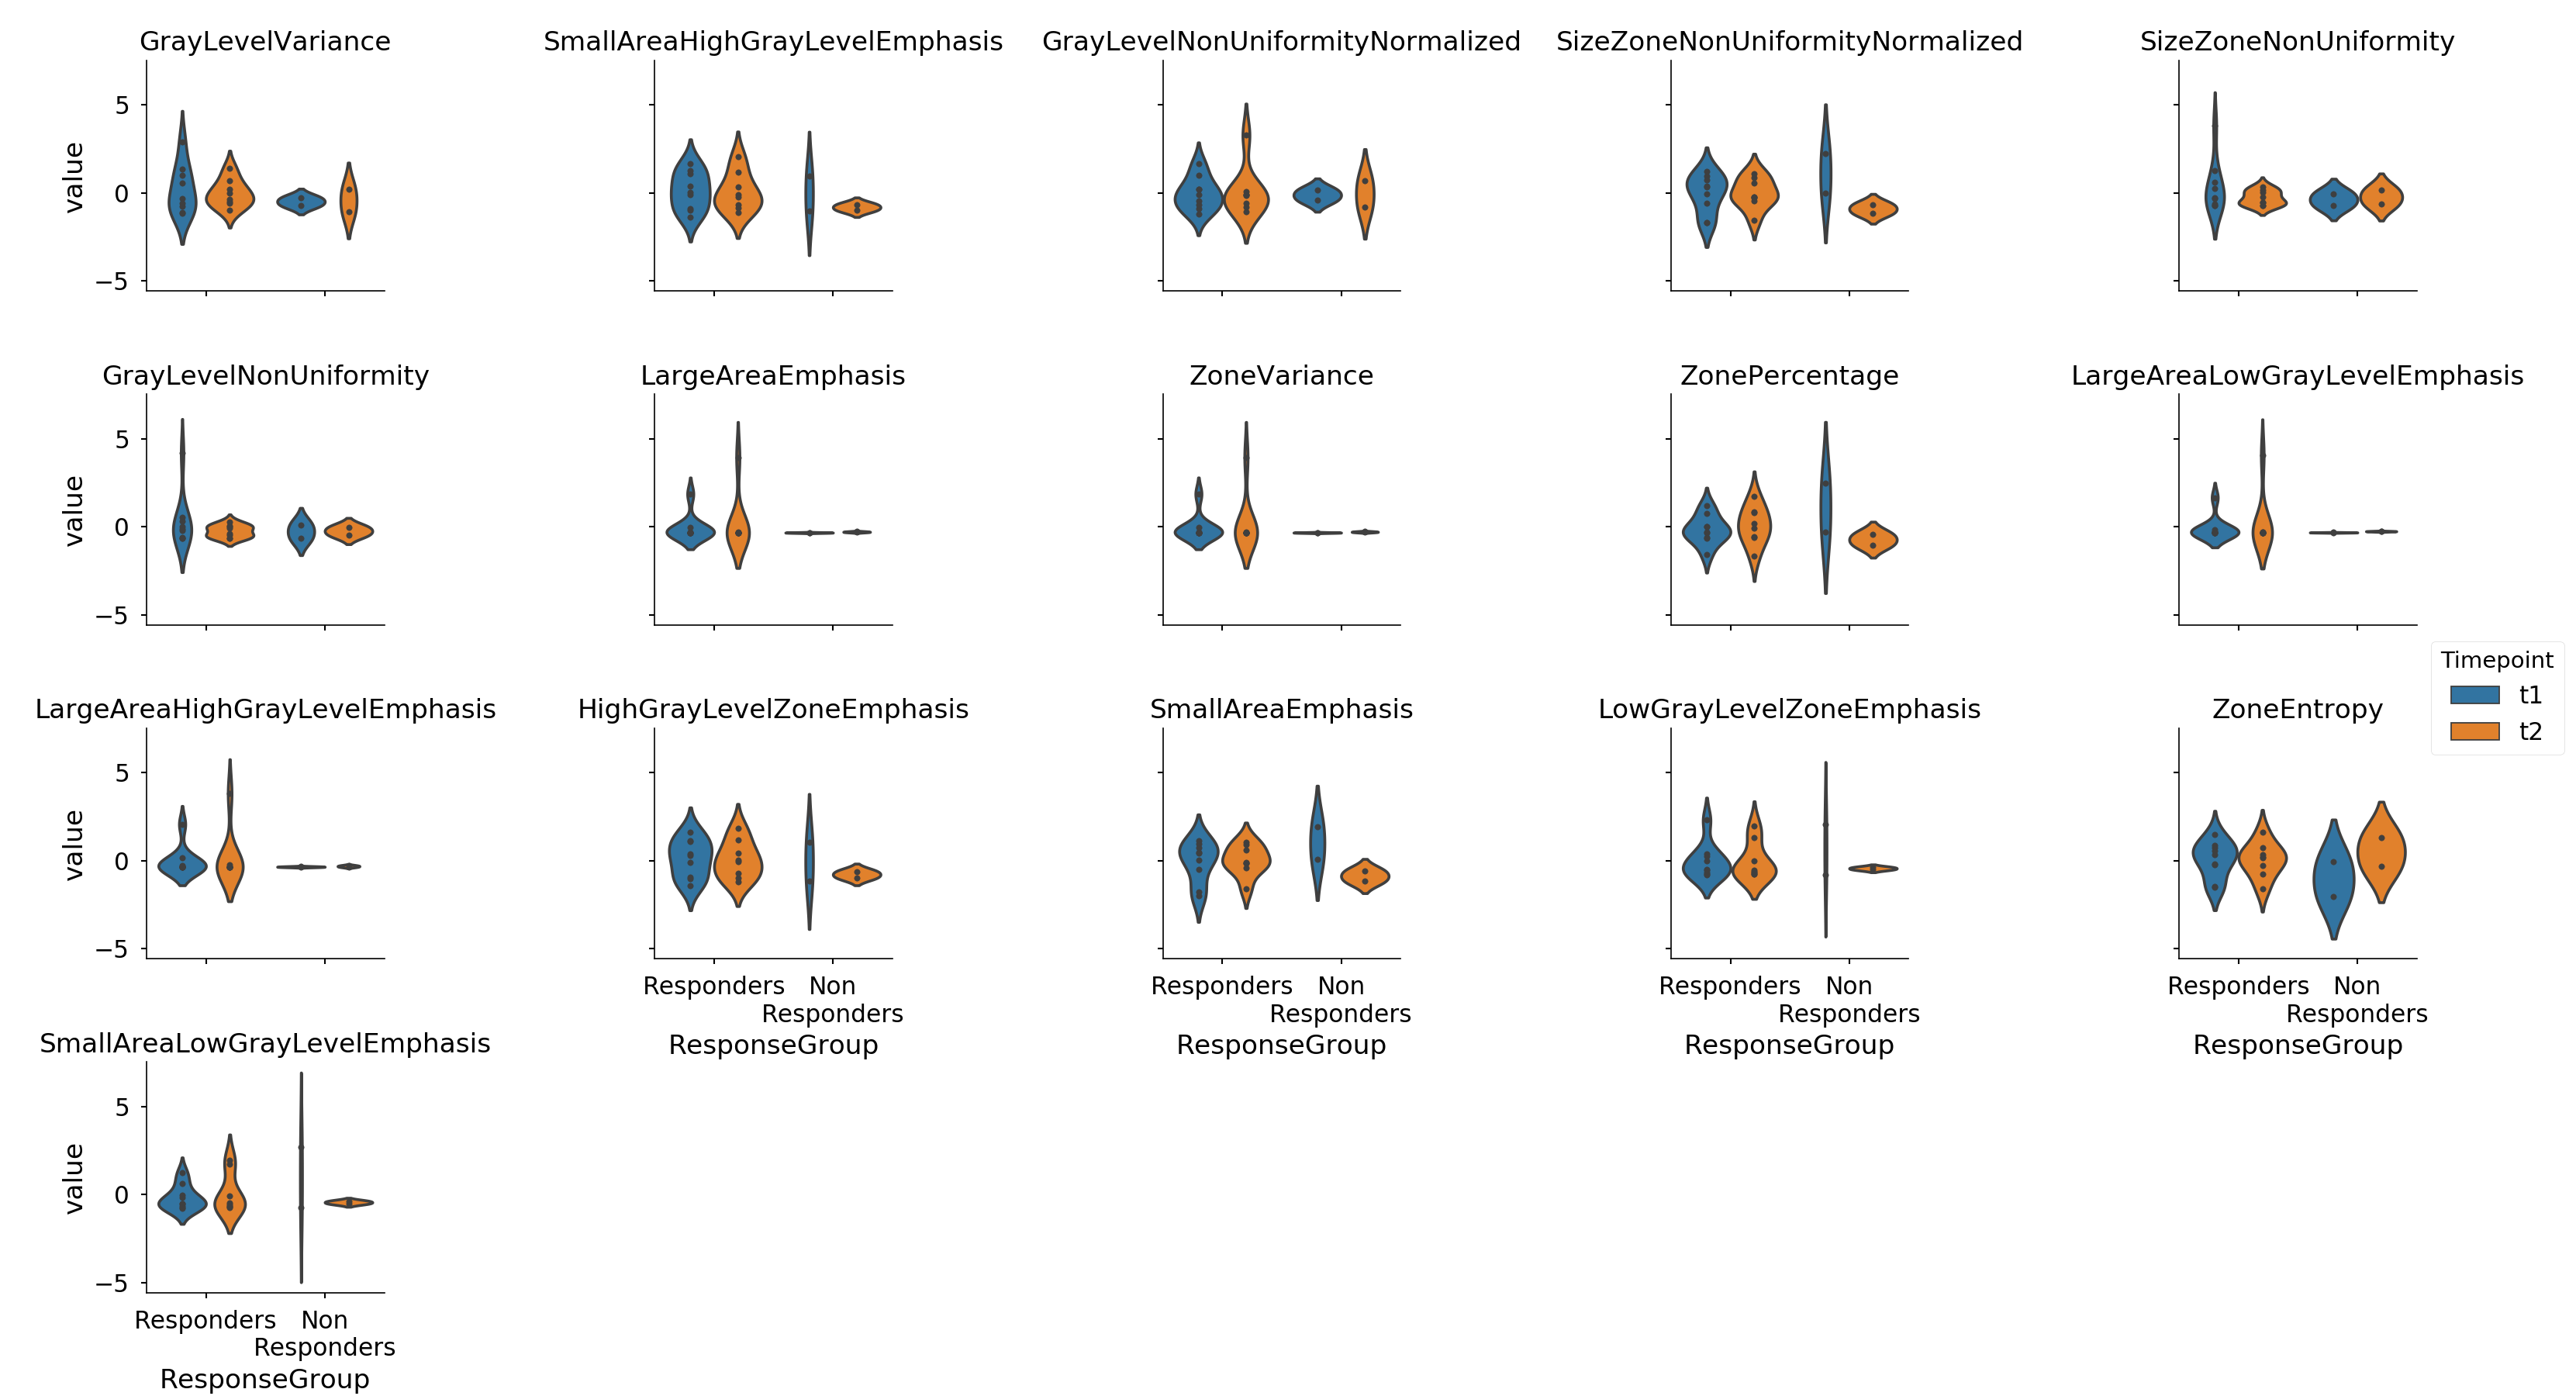 GrayLevelVariance
SmallAreaHighGrayLevelEmphasis
GrayLevelNonUniformityNormalized
SizeZoneNonUniformityNormalized
SizeZoneNonUniformity
value
5
0
−5
GrayLevelNonUniformity
LargeAreaEmphasis
ZoneVariance
ZonePercentage
LargeAreaLowGrayLevelEmphasis
value
5
0
−5
Timepoint
t1
t2
LargeAreaHighGrayLevelEmphasis
HighGrayLevelZoneEmphasis
SmallAreaEmphasis
LowGrayLevelZoneEmphasis
ZoneEntropy
value
5
0
−5
Responders
Non
Responders
ResponseGroup
Responders
Non
Responders
ResponseGroup
Responders
Non
Responders
ResponseGroup
Responders
Non
Responders
ResponseGroup
SmallAreaLowGrayLevelEmphasis
value
5
0
−5
Responders
Non
Responders
ResponseGroup